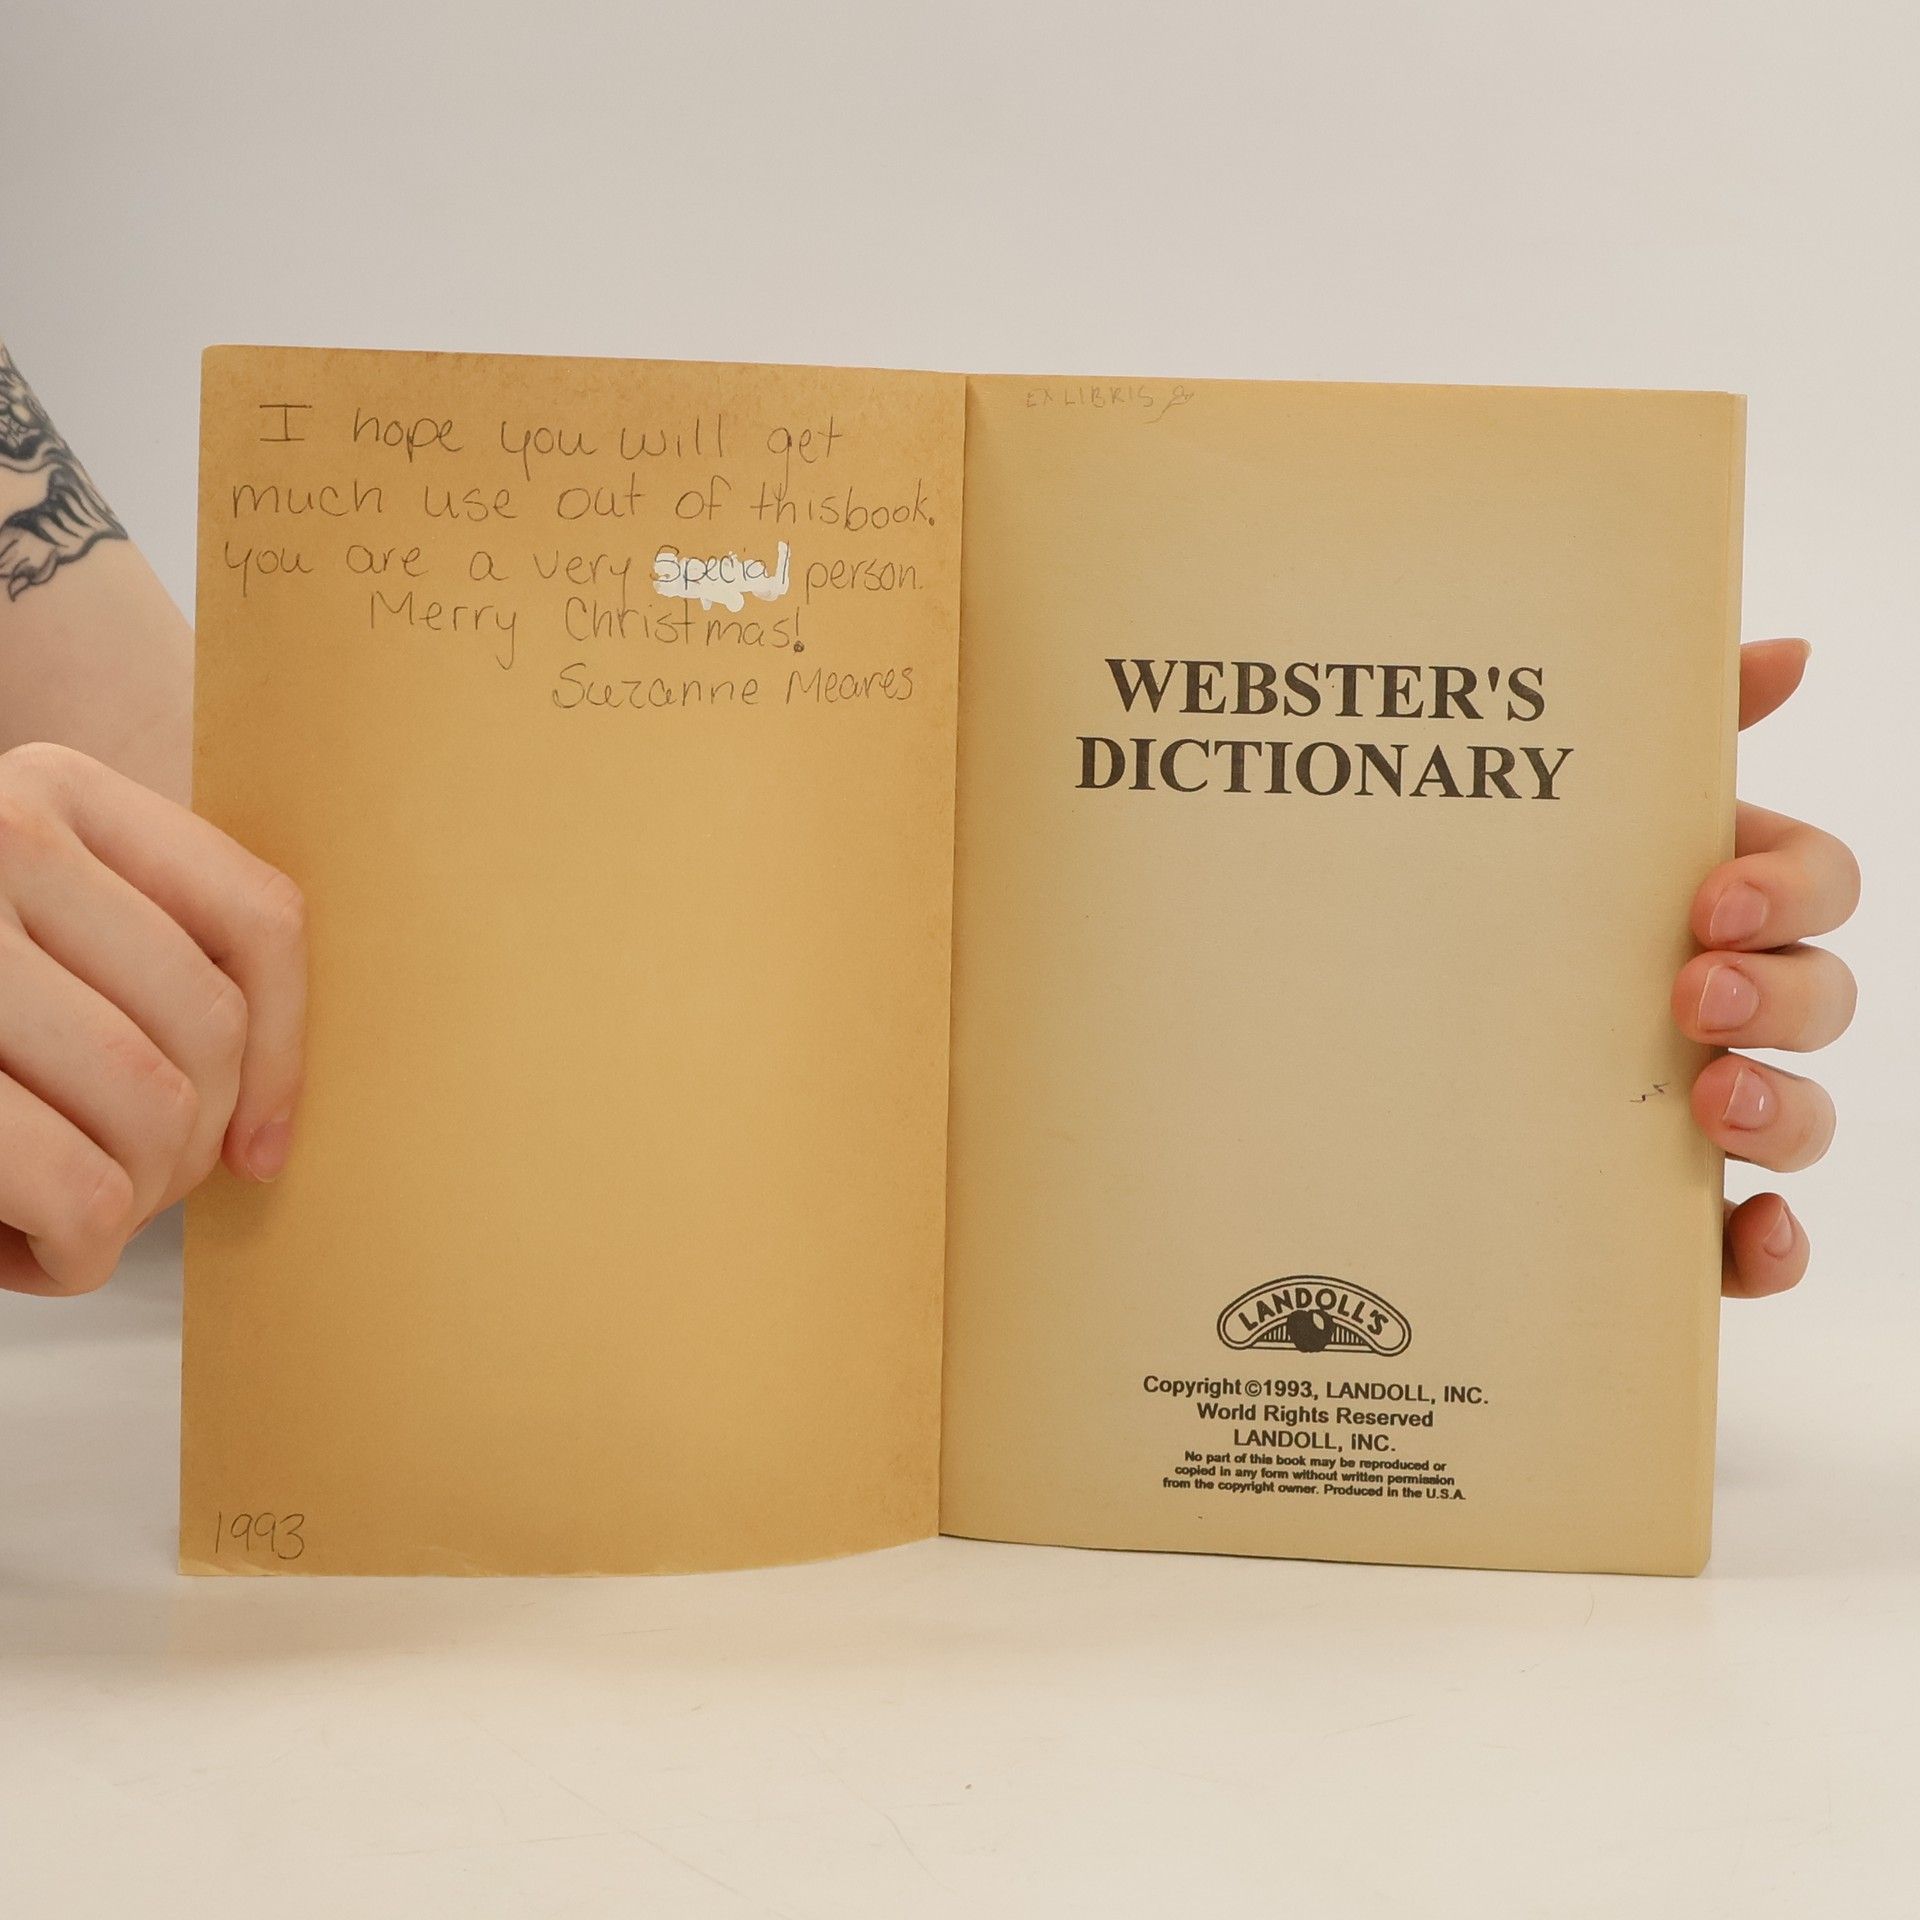 I hope you will get
much use out of thisbook.
you are a very special person.
Merry Christmas!
Suzanne Meares
1993
EX LIBRIS
WEBSTER'S
DICTIONARY
LANDOLL'S
Copyright ©1993, LANDOLL, INC.
World Rights Reserved
LANDOLL, INC.
No part of this book may be reproduced or
copied in any form without written permission
from the copyright owner. Produced in the U.S.A.